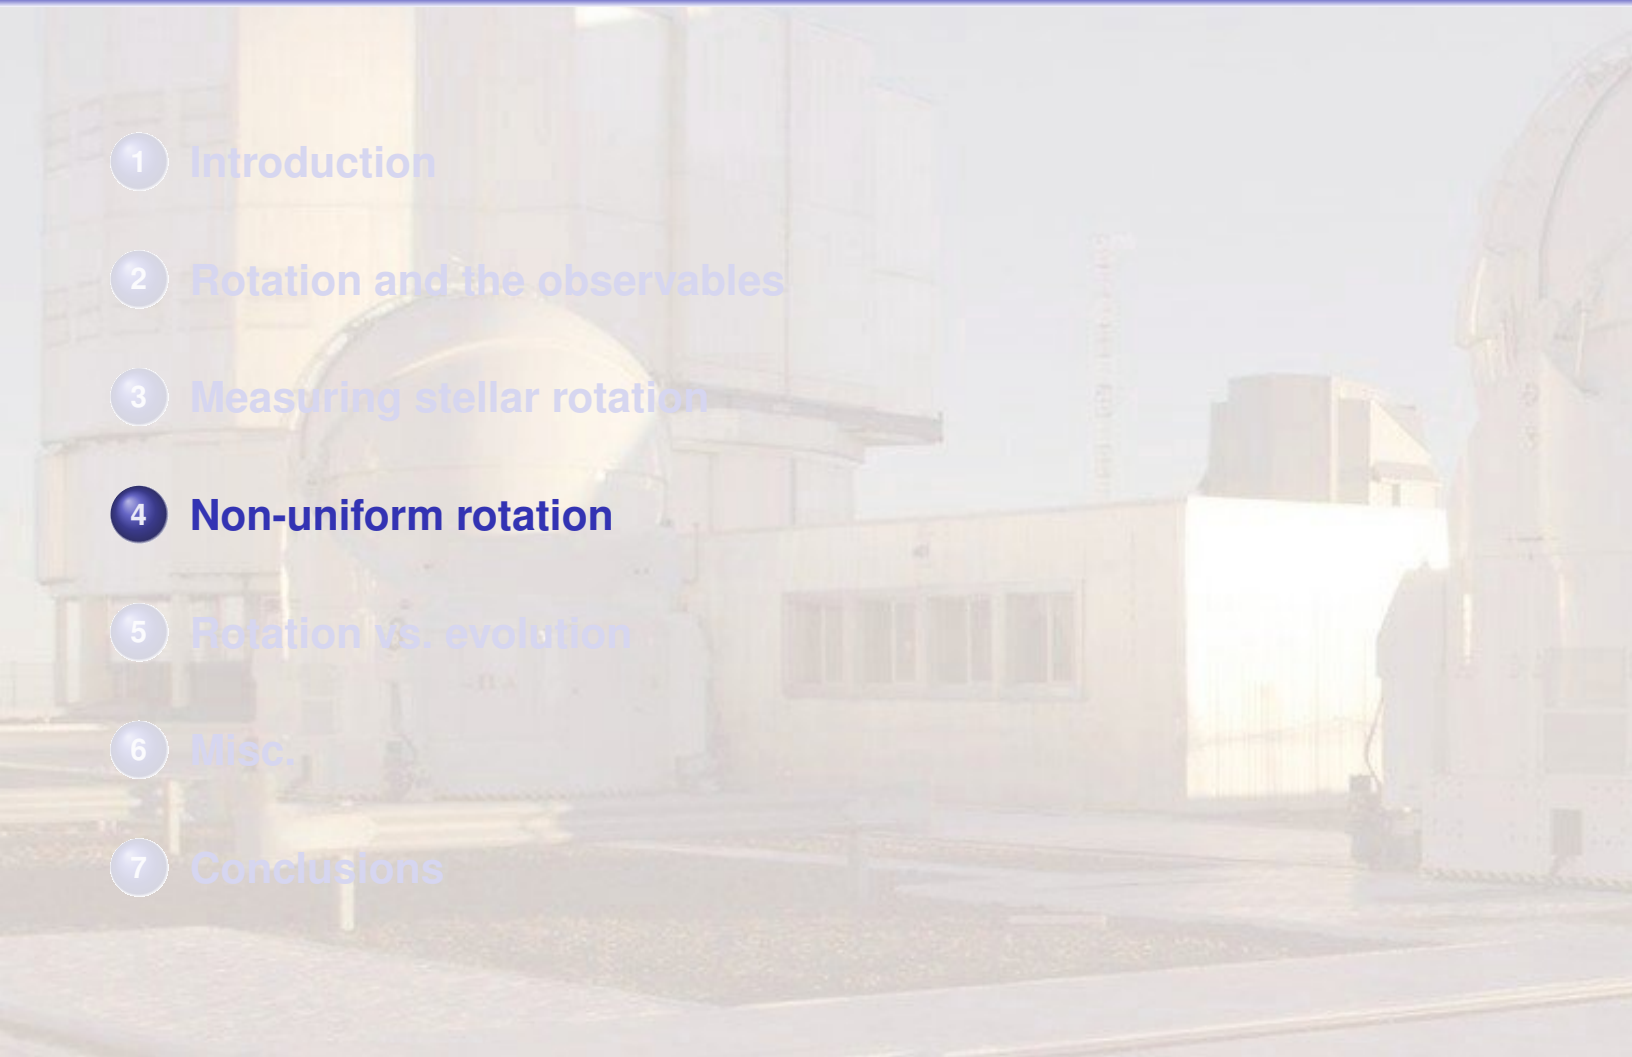 1 Introduction
2 Rotation and the observables
3 Measuring stellar rotation
4 Non-uniform rotation
5 Rotation vs. evolution
6 Misc.
7 Conclusions